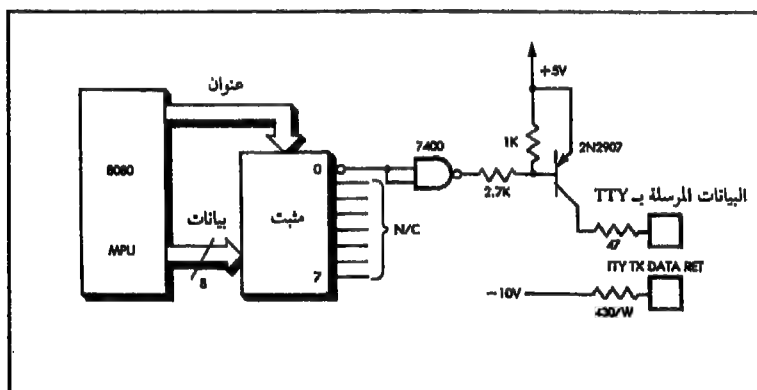 عنوان
+5V
1K
2N2907
7400
8080
0
2.7K
البيانات المرسلة بـ TTY
بيانات
مثبت
N/C
47
MPU
8
7
TTY TX DATA RET
−10V
430/W